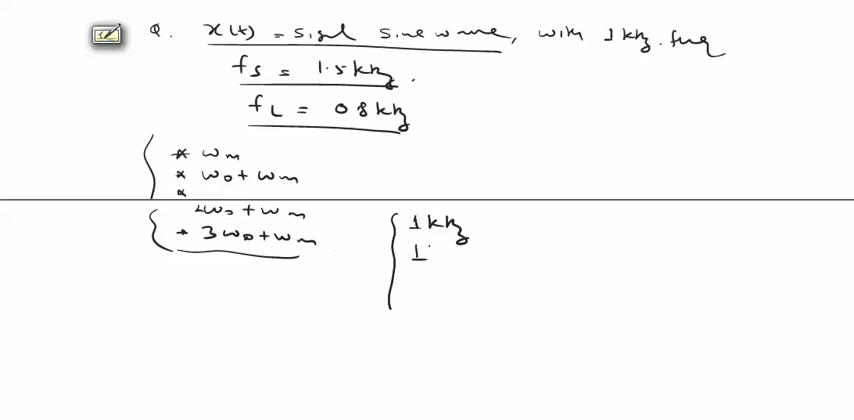 Q. x(t) = signal sine wave, with 1 kHz. freq
fs = 1.5 kHz.
fL = 0.8 kHz
* ωm
* ω0 + ωm
*
2ω0 + ωm
* 3ω0 + ωm
1 kHz
1.